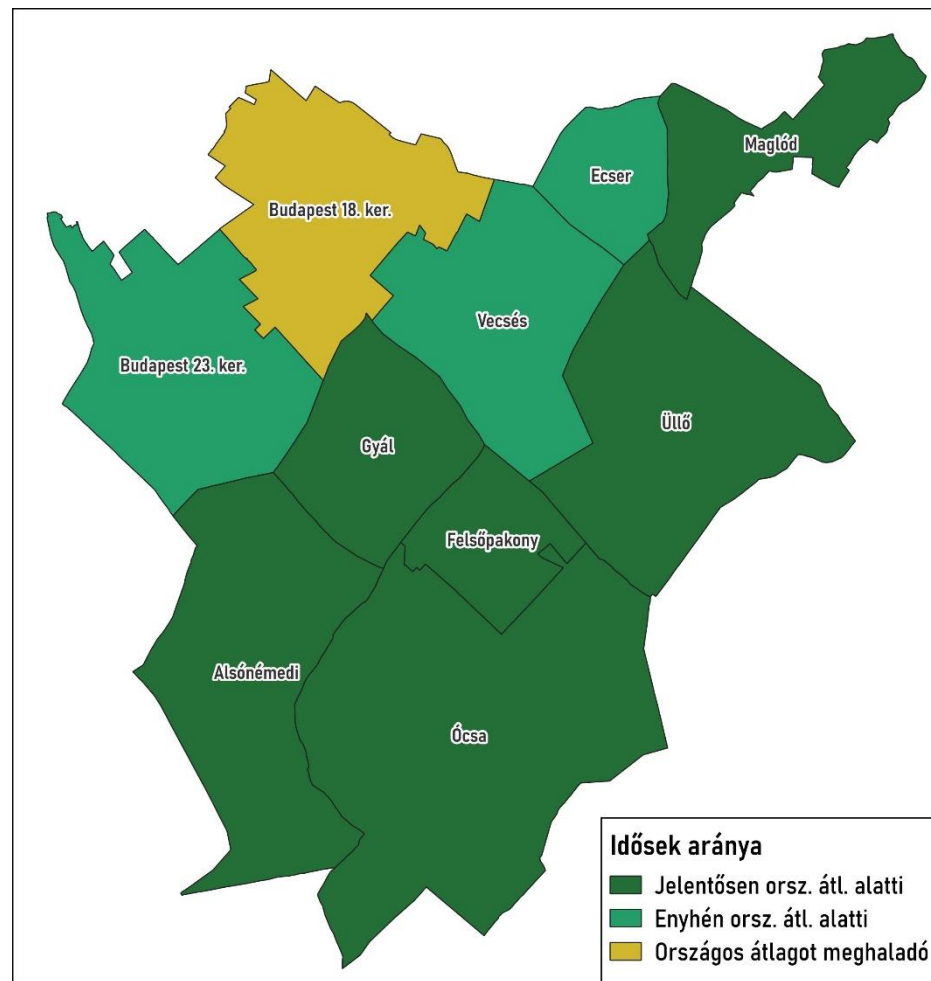 Maglód
Ecser
Budapest 18. ker.
Vecsés
Budapest 23. ker.
Üllő
Gyál
Felsőpakony
Alsónémedi
Ócsa
Idősek aránya
Jelentősen orsz. átl. alatti
Enyhén orsz. átl. alatti
Országos átlagot meghaladó